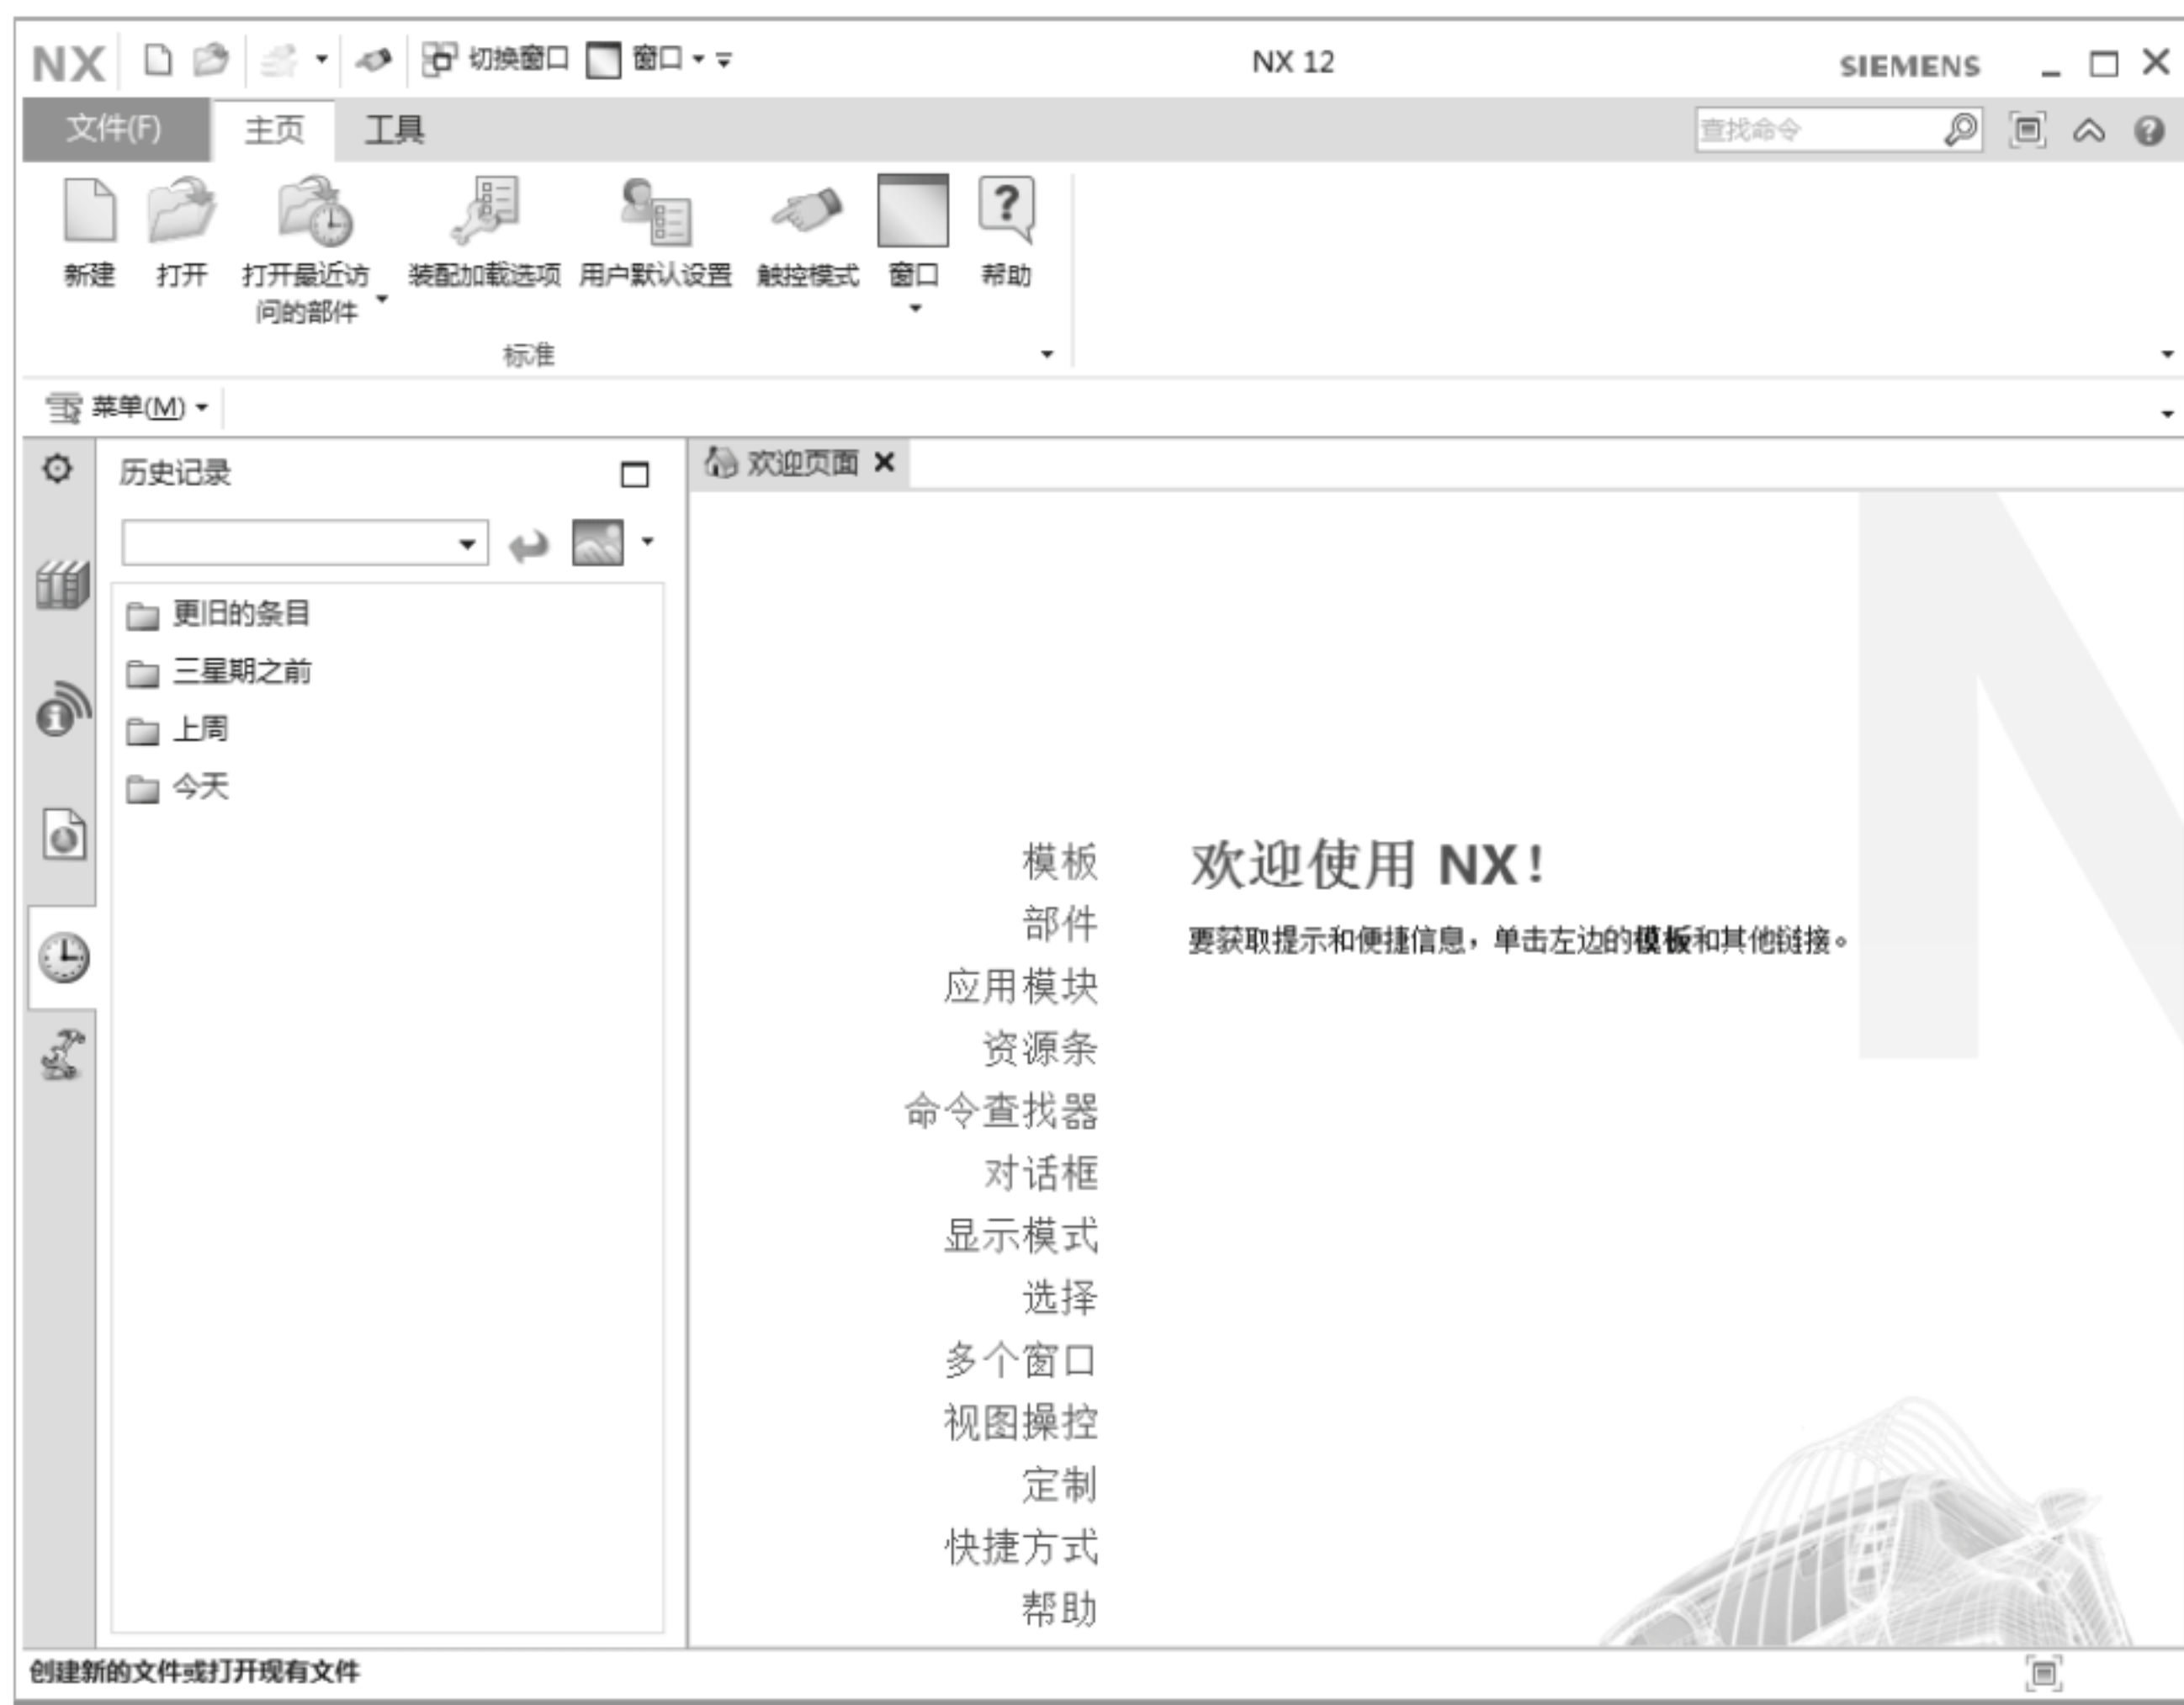 NX 切换窗口 窗口 NX 12 SIEMENS
文件(F) 主页 工具 查找命令
新建 打开 打开最近访问的部件 装配加载选项 用户默认设置 触控模式 窗口 帮助
标准
菜单(M)
历史记录
欢迎页面
更旧的条目
三星期之前
上周
今天
模板
部件
应用模块
资源条
命令查找器
对话框
显示模式
选择
多个窗口
视图操控
定制
快捷方式
帮助
欢迎使用 NX!
要获取提示和便捷信息，单击左边的模板和其他链接。
创建新的文件或打开现有文件